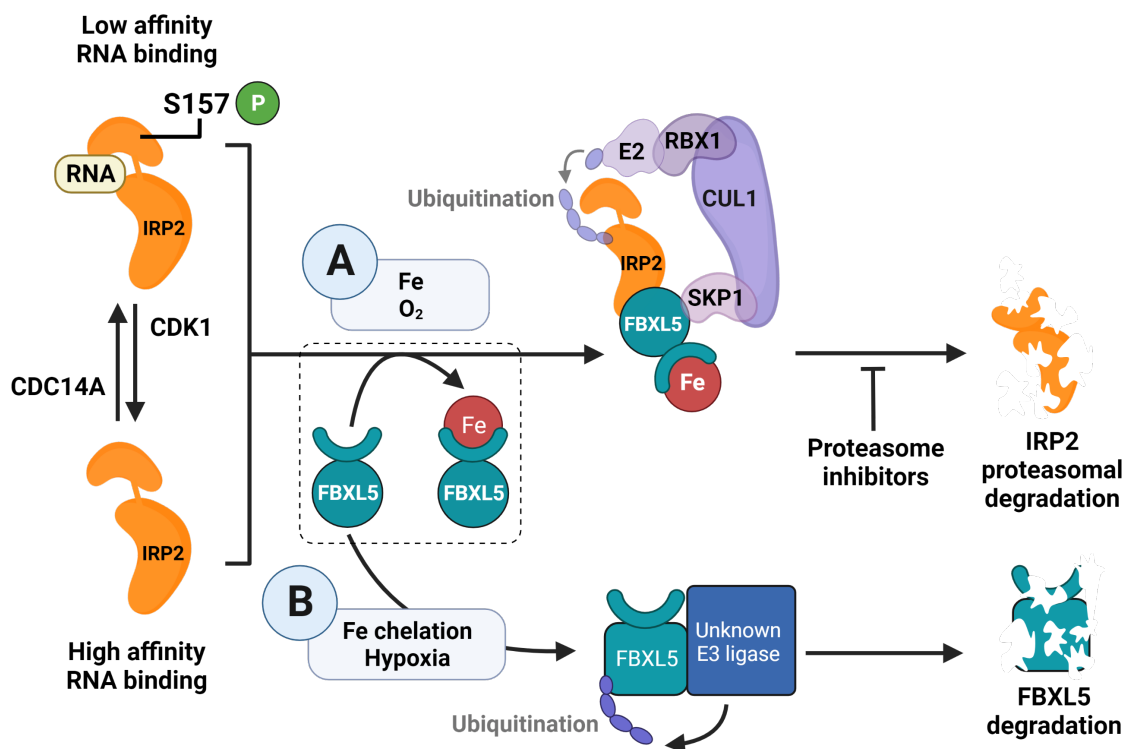 Low affinity
RNA binding
S157
P
RNA
IRP2
CDK1
CDC14A
IRP2
High affinity
RNA binding
A
Fe
O₂
FBXL5
Fe
FBXL5
B
Fe chelation
Hypoxia
Ubiquitination
E2
RBX1
CUL1
IRP2
SKP1
FBXL5
Fe
Proteasome
inhibitors
IRP2
proteasomal
degradation
FBXL5
Unknown
E3 ligase
Ubiquitination
FBXL5
degradation